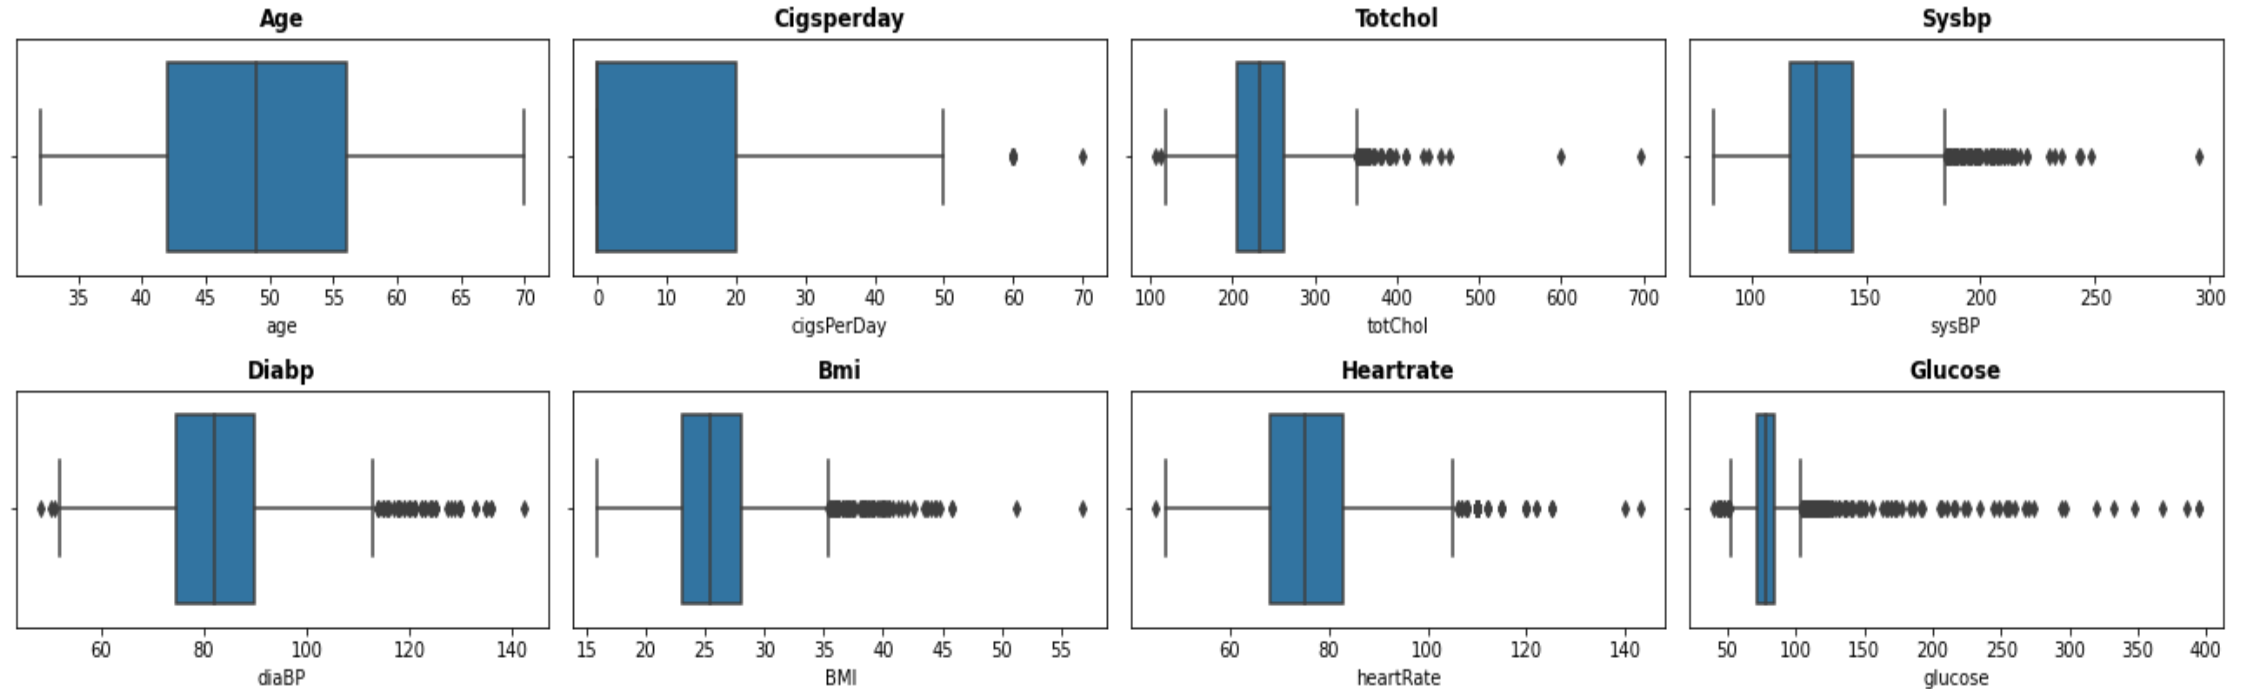 Age Cigsperday Totchol Sysbp
35 40 45 50 55 60 65 70 0 10 20 30 40 50 60 70 100 200 300 400 500 600 700 100 150 200 250 300
age cigsPerDay totChol sysBP
Diabp Bmi Heartrate Glucose
60 80 100 120 140 15 20 25 30 35 40 45 50 55 60 80 100 120 140 50 100 150 200 250 300 350 400
diaBP BMI heartRate glucose